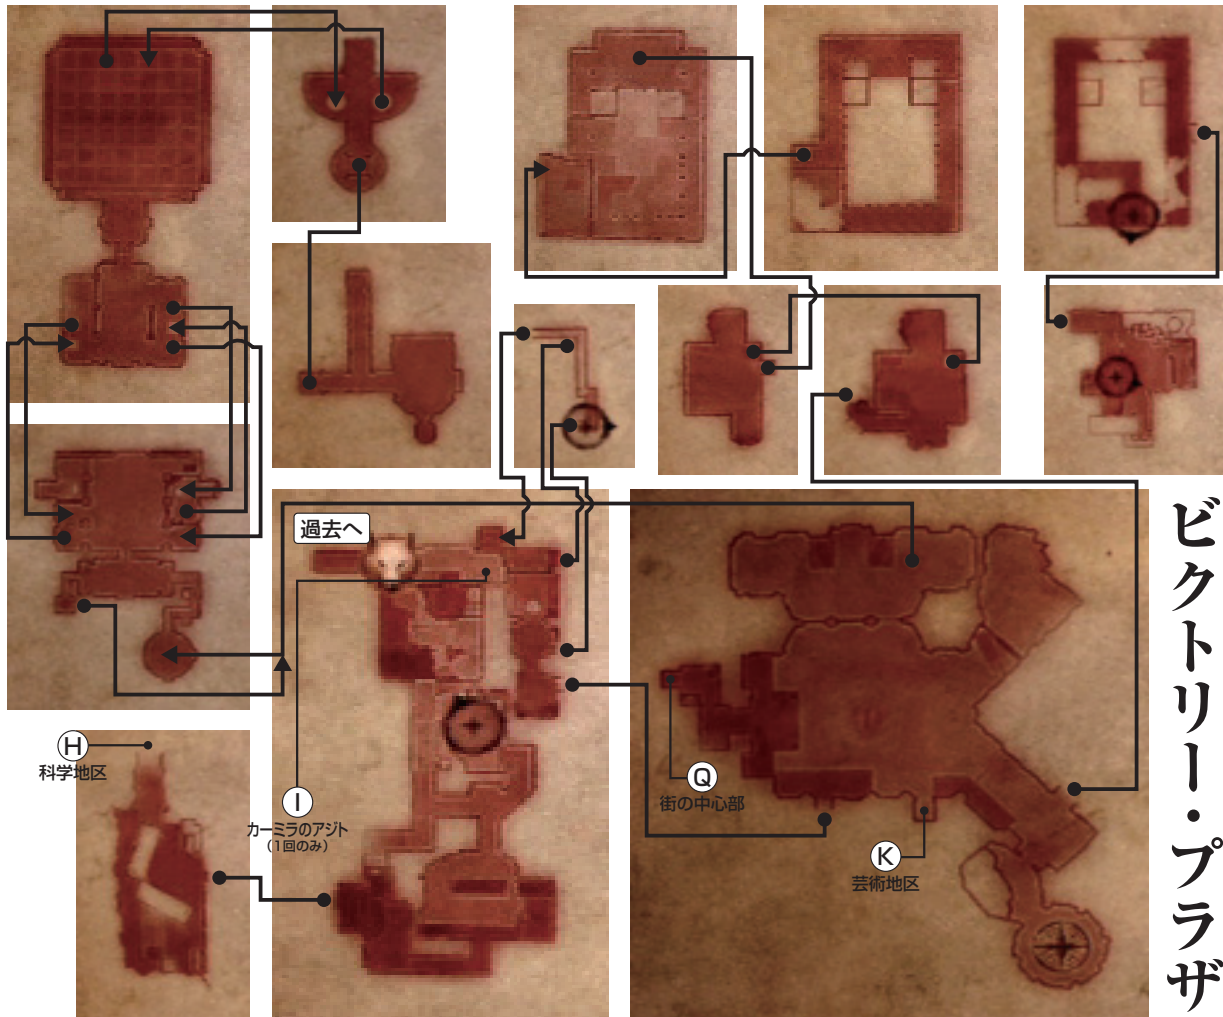 過去へ
ビクトリー・プラザ
H
科学地区
I
カーミラのアジト
（1回のみ）
Q
街の中心部
K
芸術地区